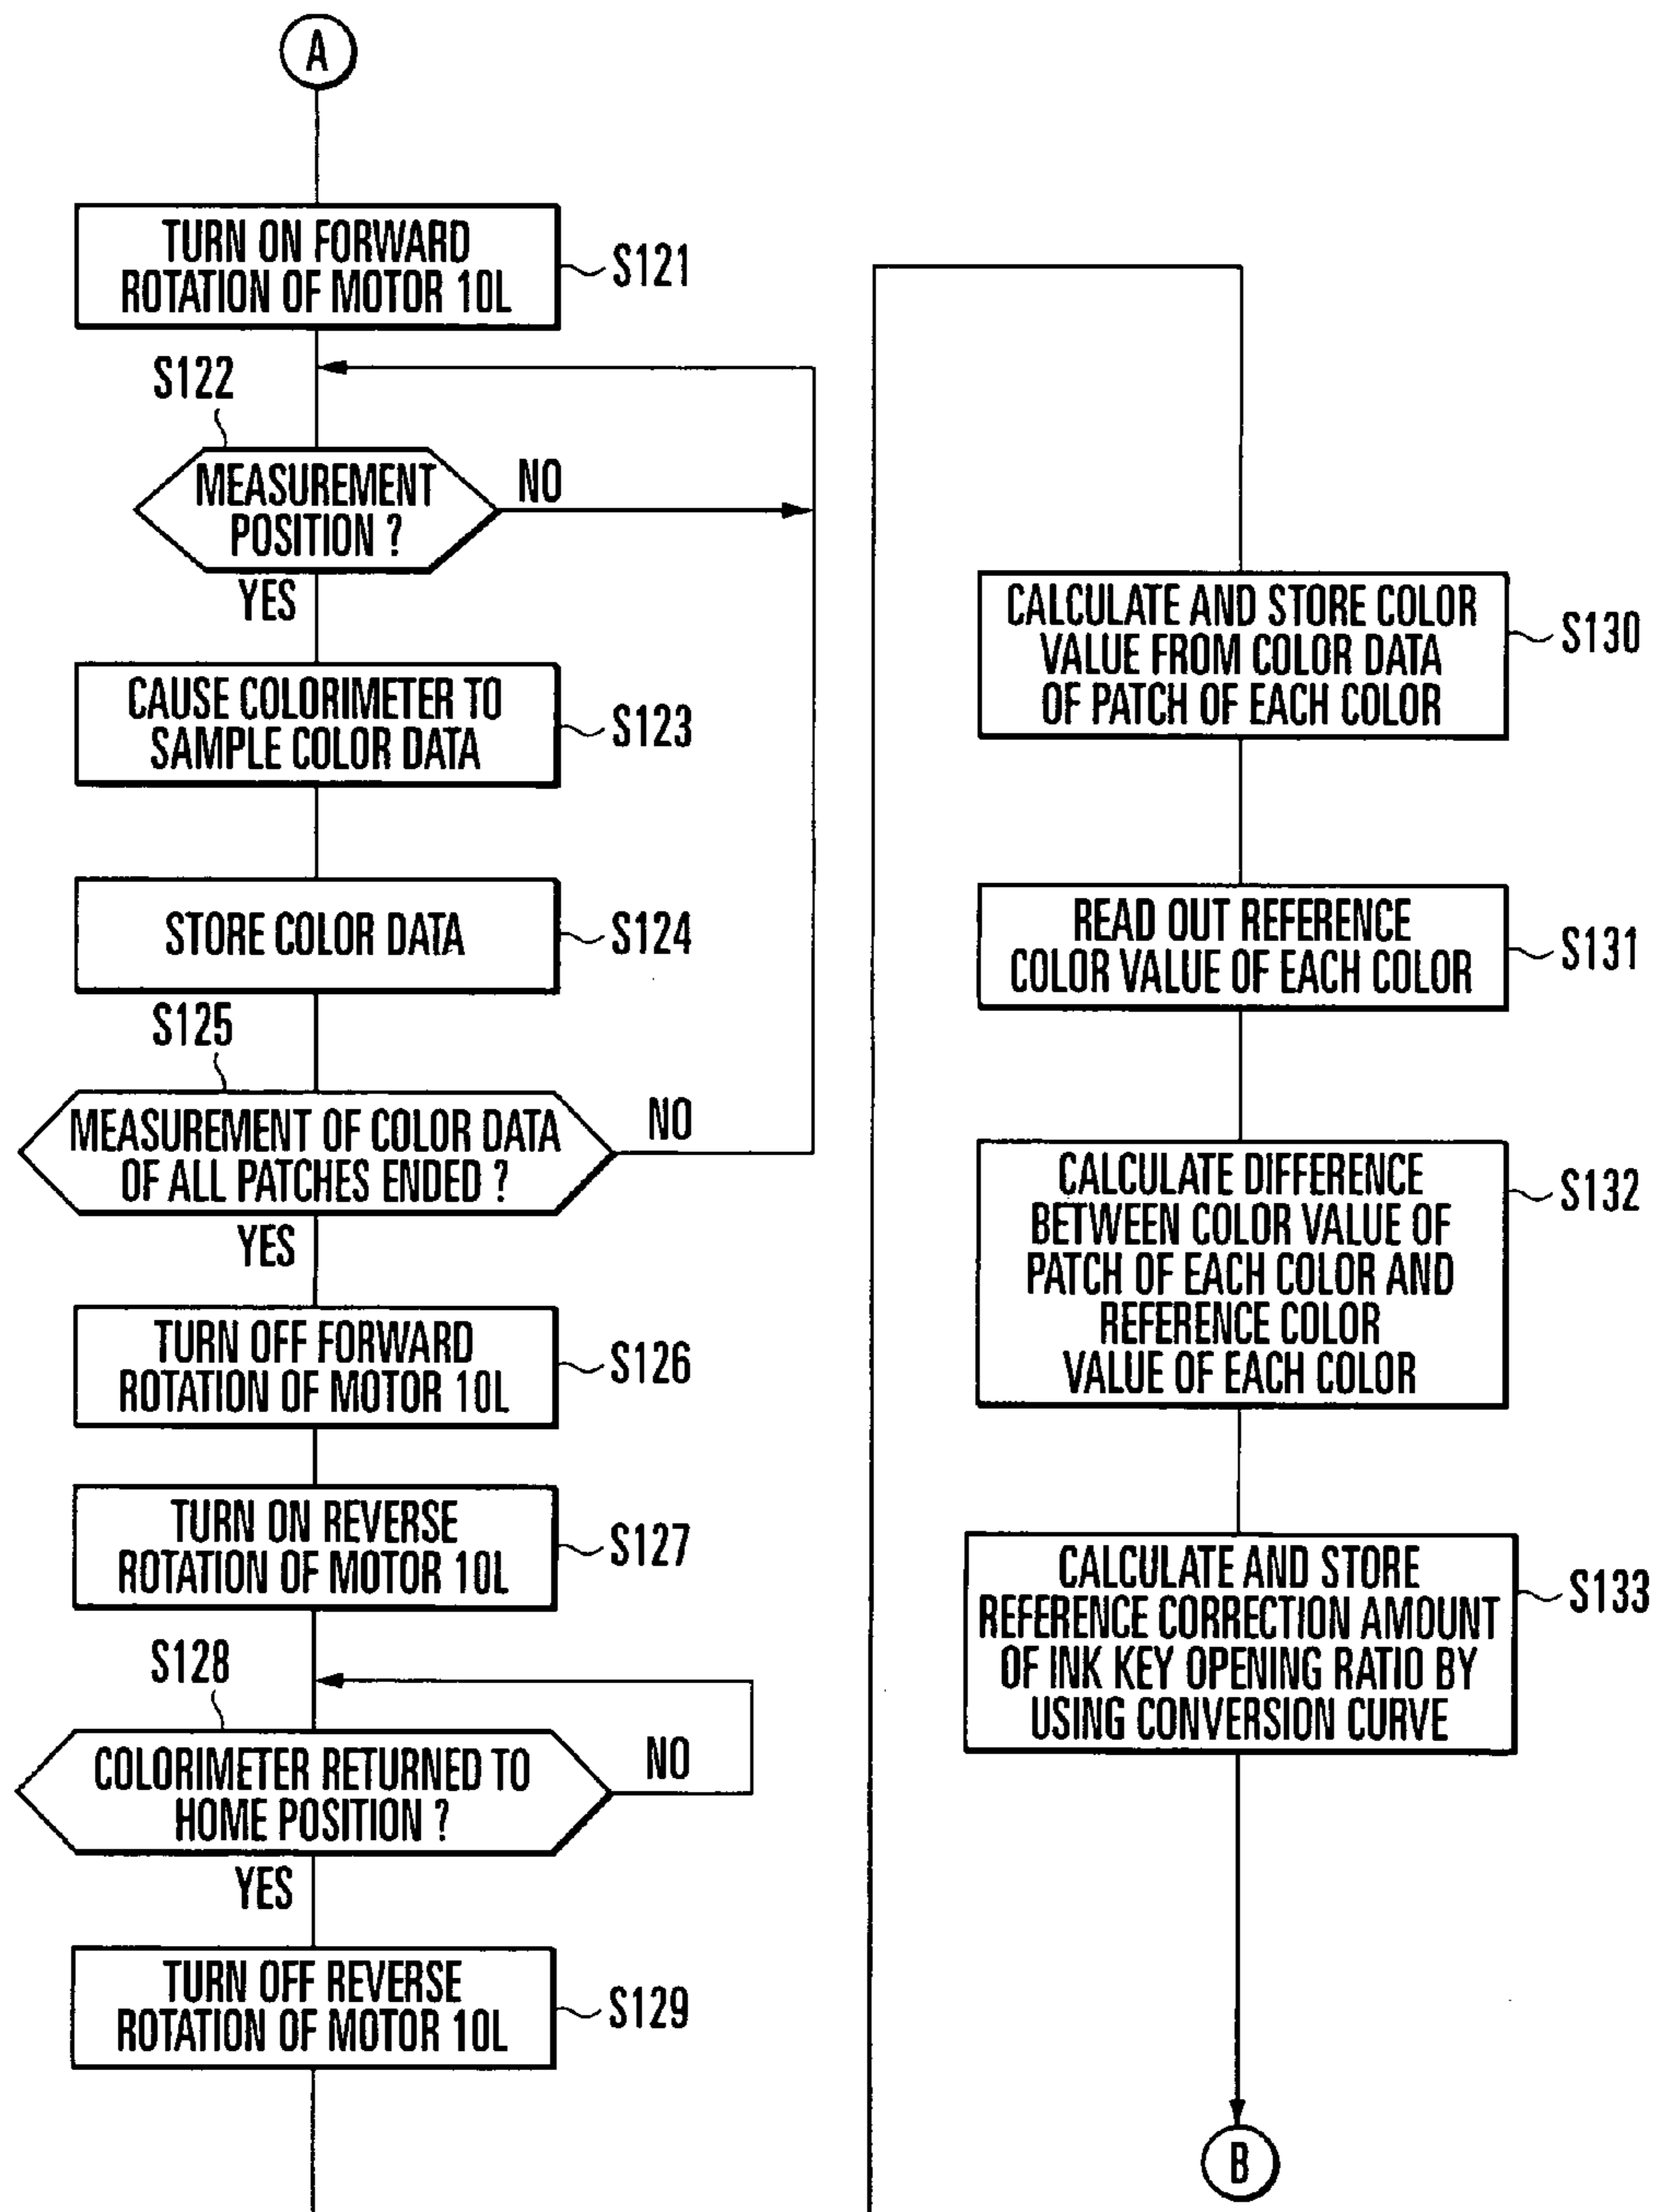 A
TURN ON FORWARD
ROTATION OF MOTOR 10L
S121
S122
MEASUREMENT
POSITION ?
NO
YES
CAUSE COLORIMETER TO
SAMPLE COLOR DATA
S123
STORE COLOR DATA
S124
S125
MEASUREMENT OF COLOR DATA
OF ALL PATCHES ENDED ?
NO
YES
TURN OFF FORWARD
ROTATION OF MOTOR 10L
S126
TURN ON REVERSE
ROTATION OF MOTOR 10L
S127
S128
COLORIMETER RETURNED TO
HOME POSITION ?
NO
YES
TURN OFF REVERSE
ROTATION OF MOTOR 10L
S129
CALCULATE AND STORE COLOR
VALUE FROM COLOR DATA
OF PATCH OF EACH COLOR
S130
READ OUT REFERENCE
COLOR VALUE OF EACH COLOR
S131
CALCULATE DIFFERENCE
BETWEEN COLOR VALUE OF
PATCH OF EACH COLOR AND
REFERENCE COLOR
VALUE OF EACH COLOR
S132
CALCULATE AND STORE
REFERENCE CORRECTION AMOUNT
OF INK KEY OPENING RATIO BY
USING CONVERSION CURVE
S133
B